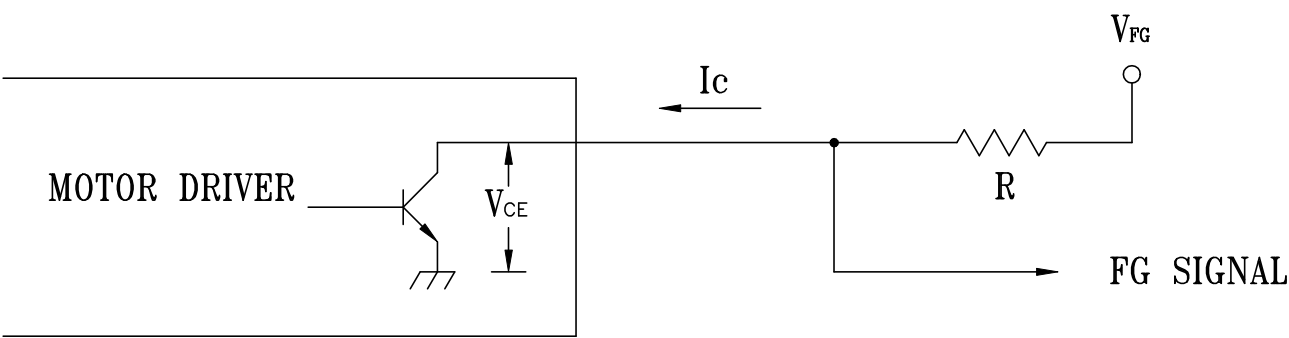 VFG
Ic
MOTOR DRIVER
VCE
R
FG SIGNAL